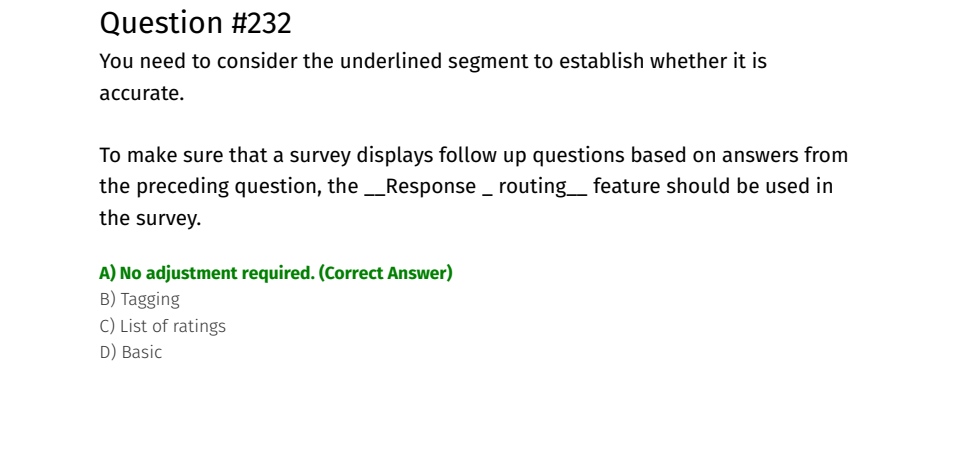 Question #232
You need to consider the underlined segment to establish whether it is
accurate.
To make sure that a survey displays follow up questions based on answers from
the preceding question, the __Response _ routing__ feature should be used in
the survey.
A) No adjustment required. (Correct Answer)
B) Tagging
C) List of ratings
D) Basic